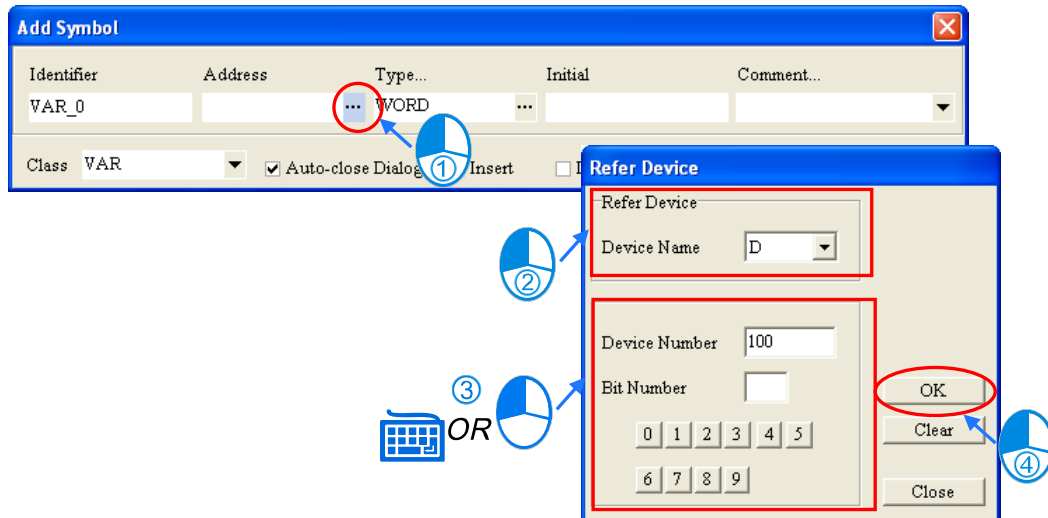 Add Symbol
Identifier Address Type... Initial Comment...
VAR_0 ... WORD ...
Class VAR Auto-close Dialog Insert
①
Refer Device
Refer Device
Device Name D
②
Device Number 100
Bit Number
③
OR
OK
0 1 2 3 4 5
Clear
④
6 7 8 9
Close